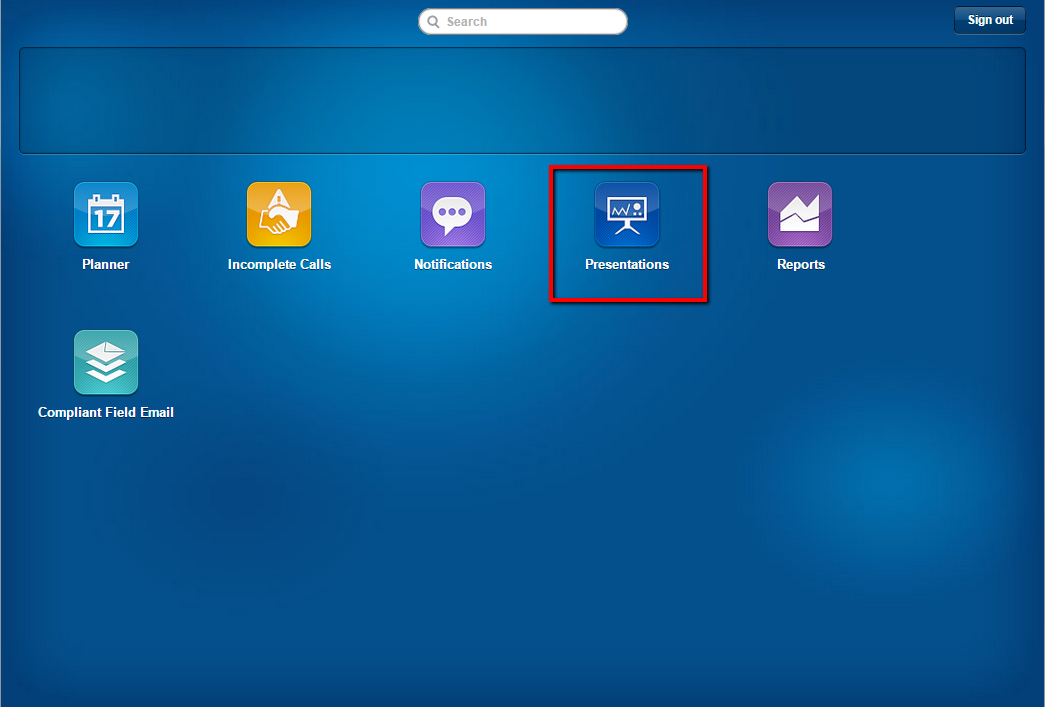 Search
Sign out
17
Planner
Incomplete Calls
Notifications
Presentations
Reports
Compliant Field Email